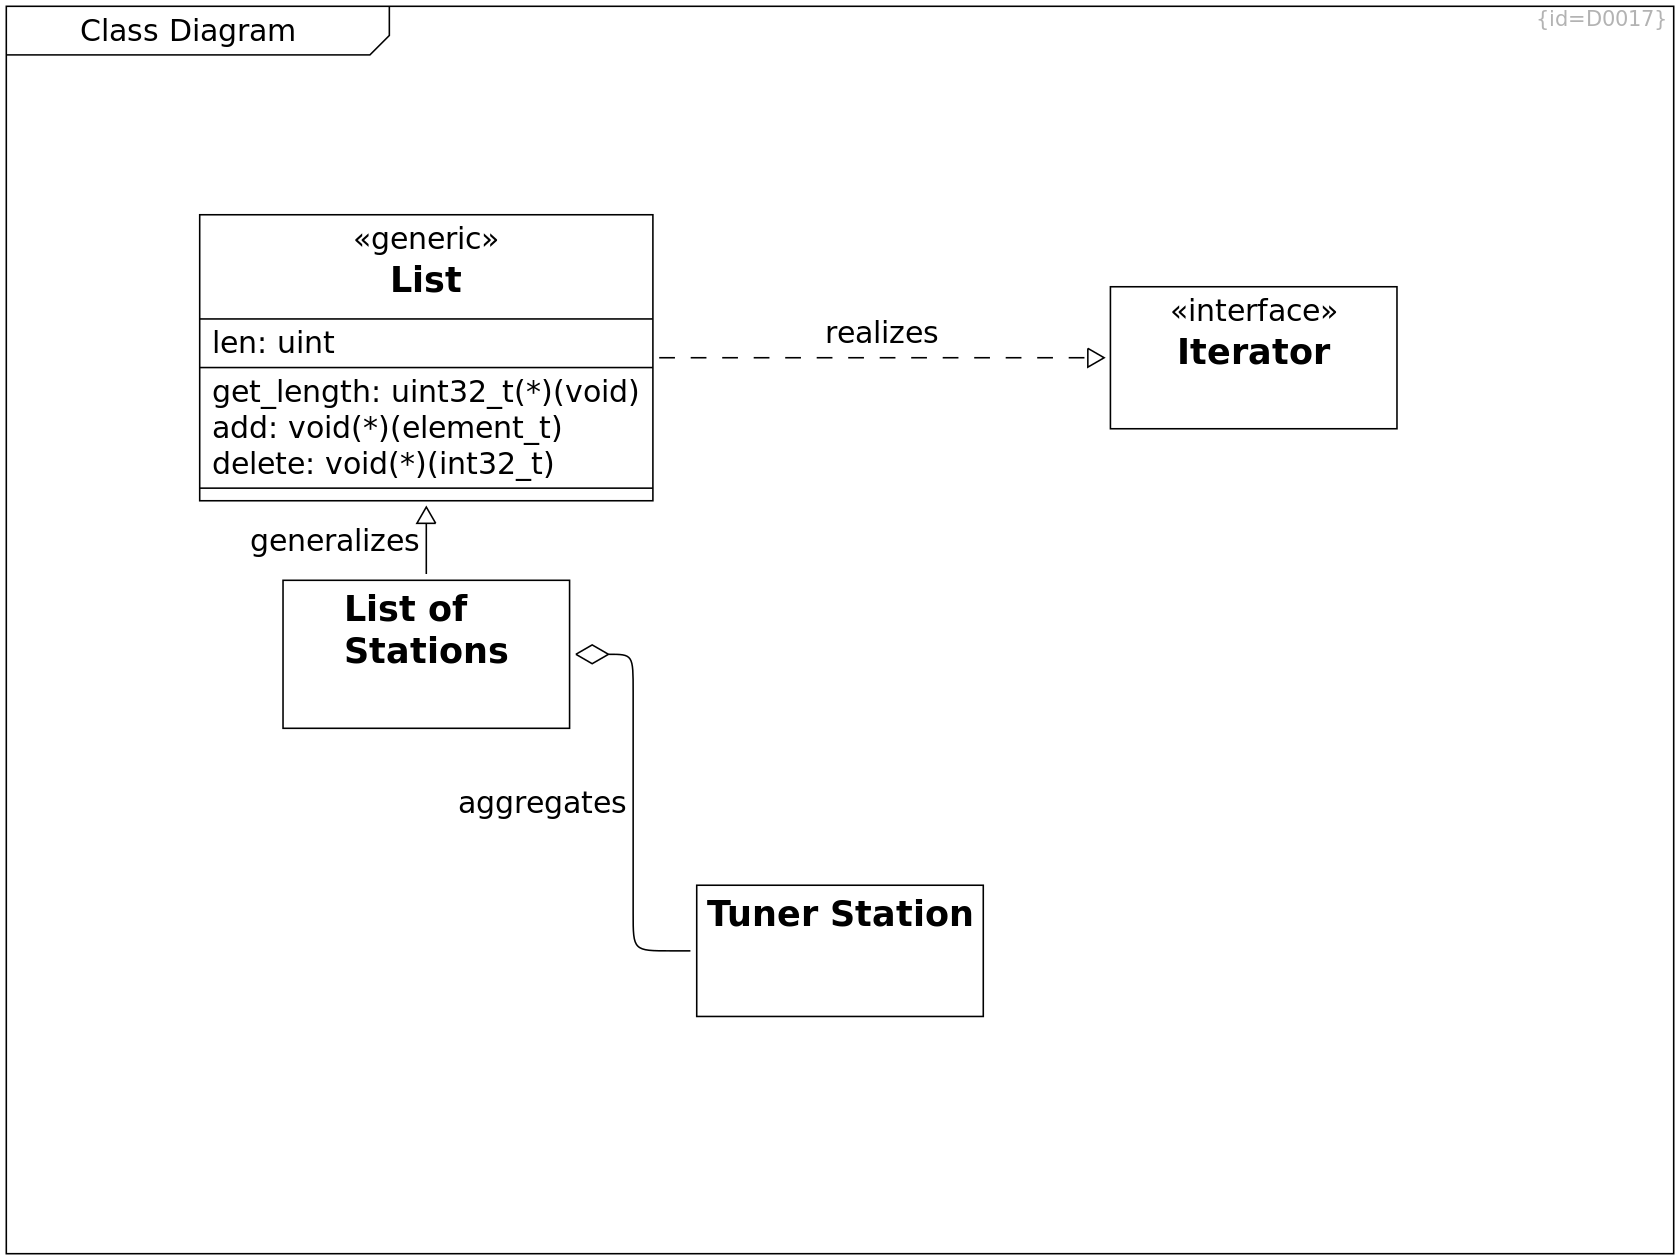 Class Diagram
{id=D0017}
«generic»
List
len: uint
get_length: uint32_t(*)(void)
add: void(*)(element_t)
delete: void(*)(int32_t)
realizes
«interface»
Iterator
generalizes
List of
Stations
aggregates
Tuner Station